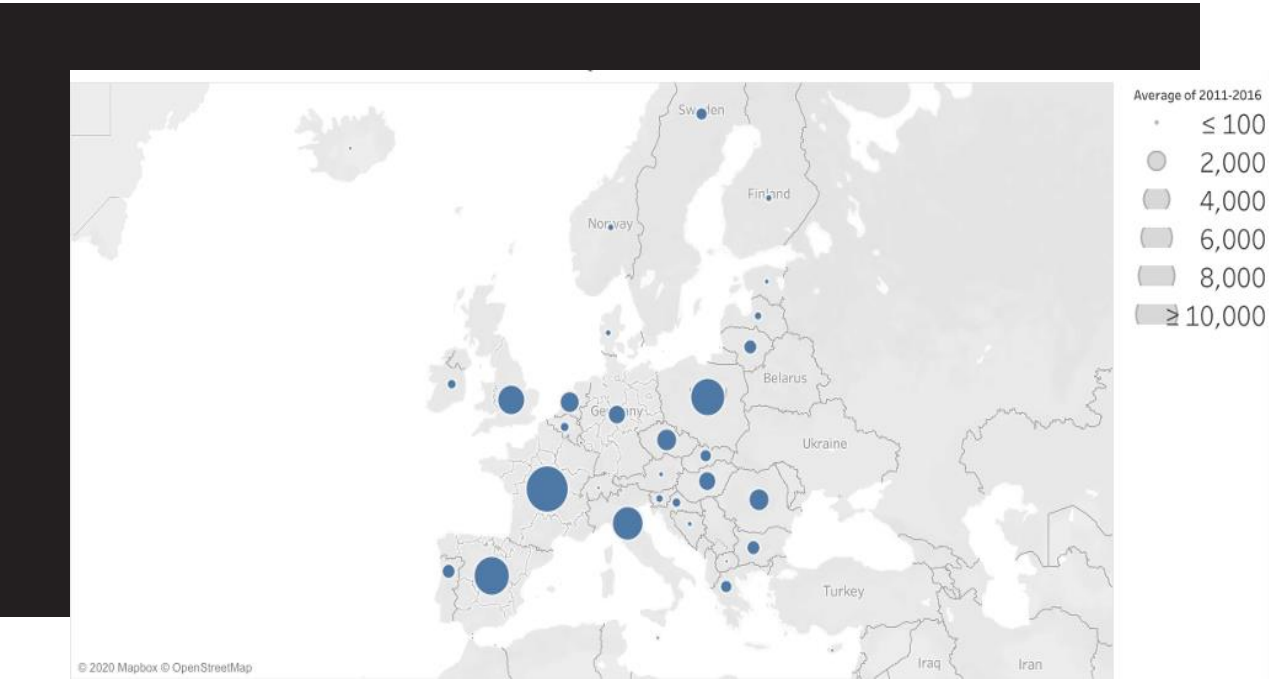 Average of 2011-2016
≤ 100
2,000
4,000
6,000
8,000
≥ 10,000
Sweden
Finland
Norway
Belarus
Germany
Ukraine
Turkey
Iraq
Iran
© 2020 Mapbox © OpenStreetMap